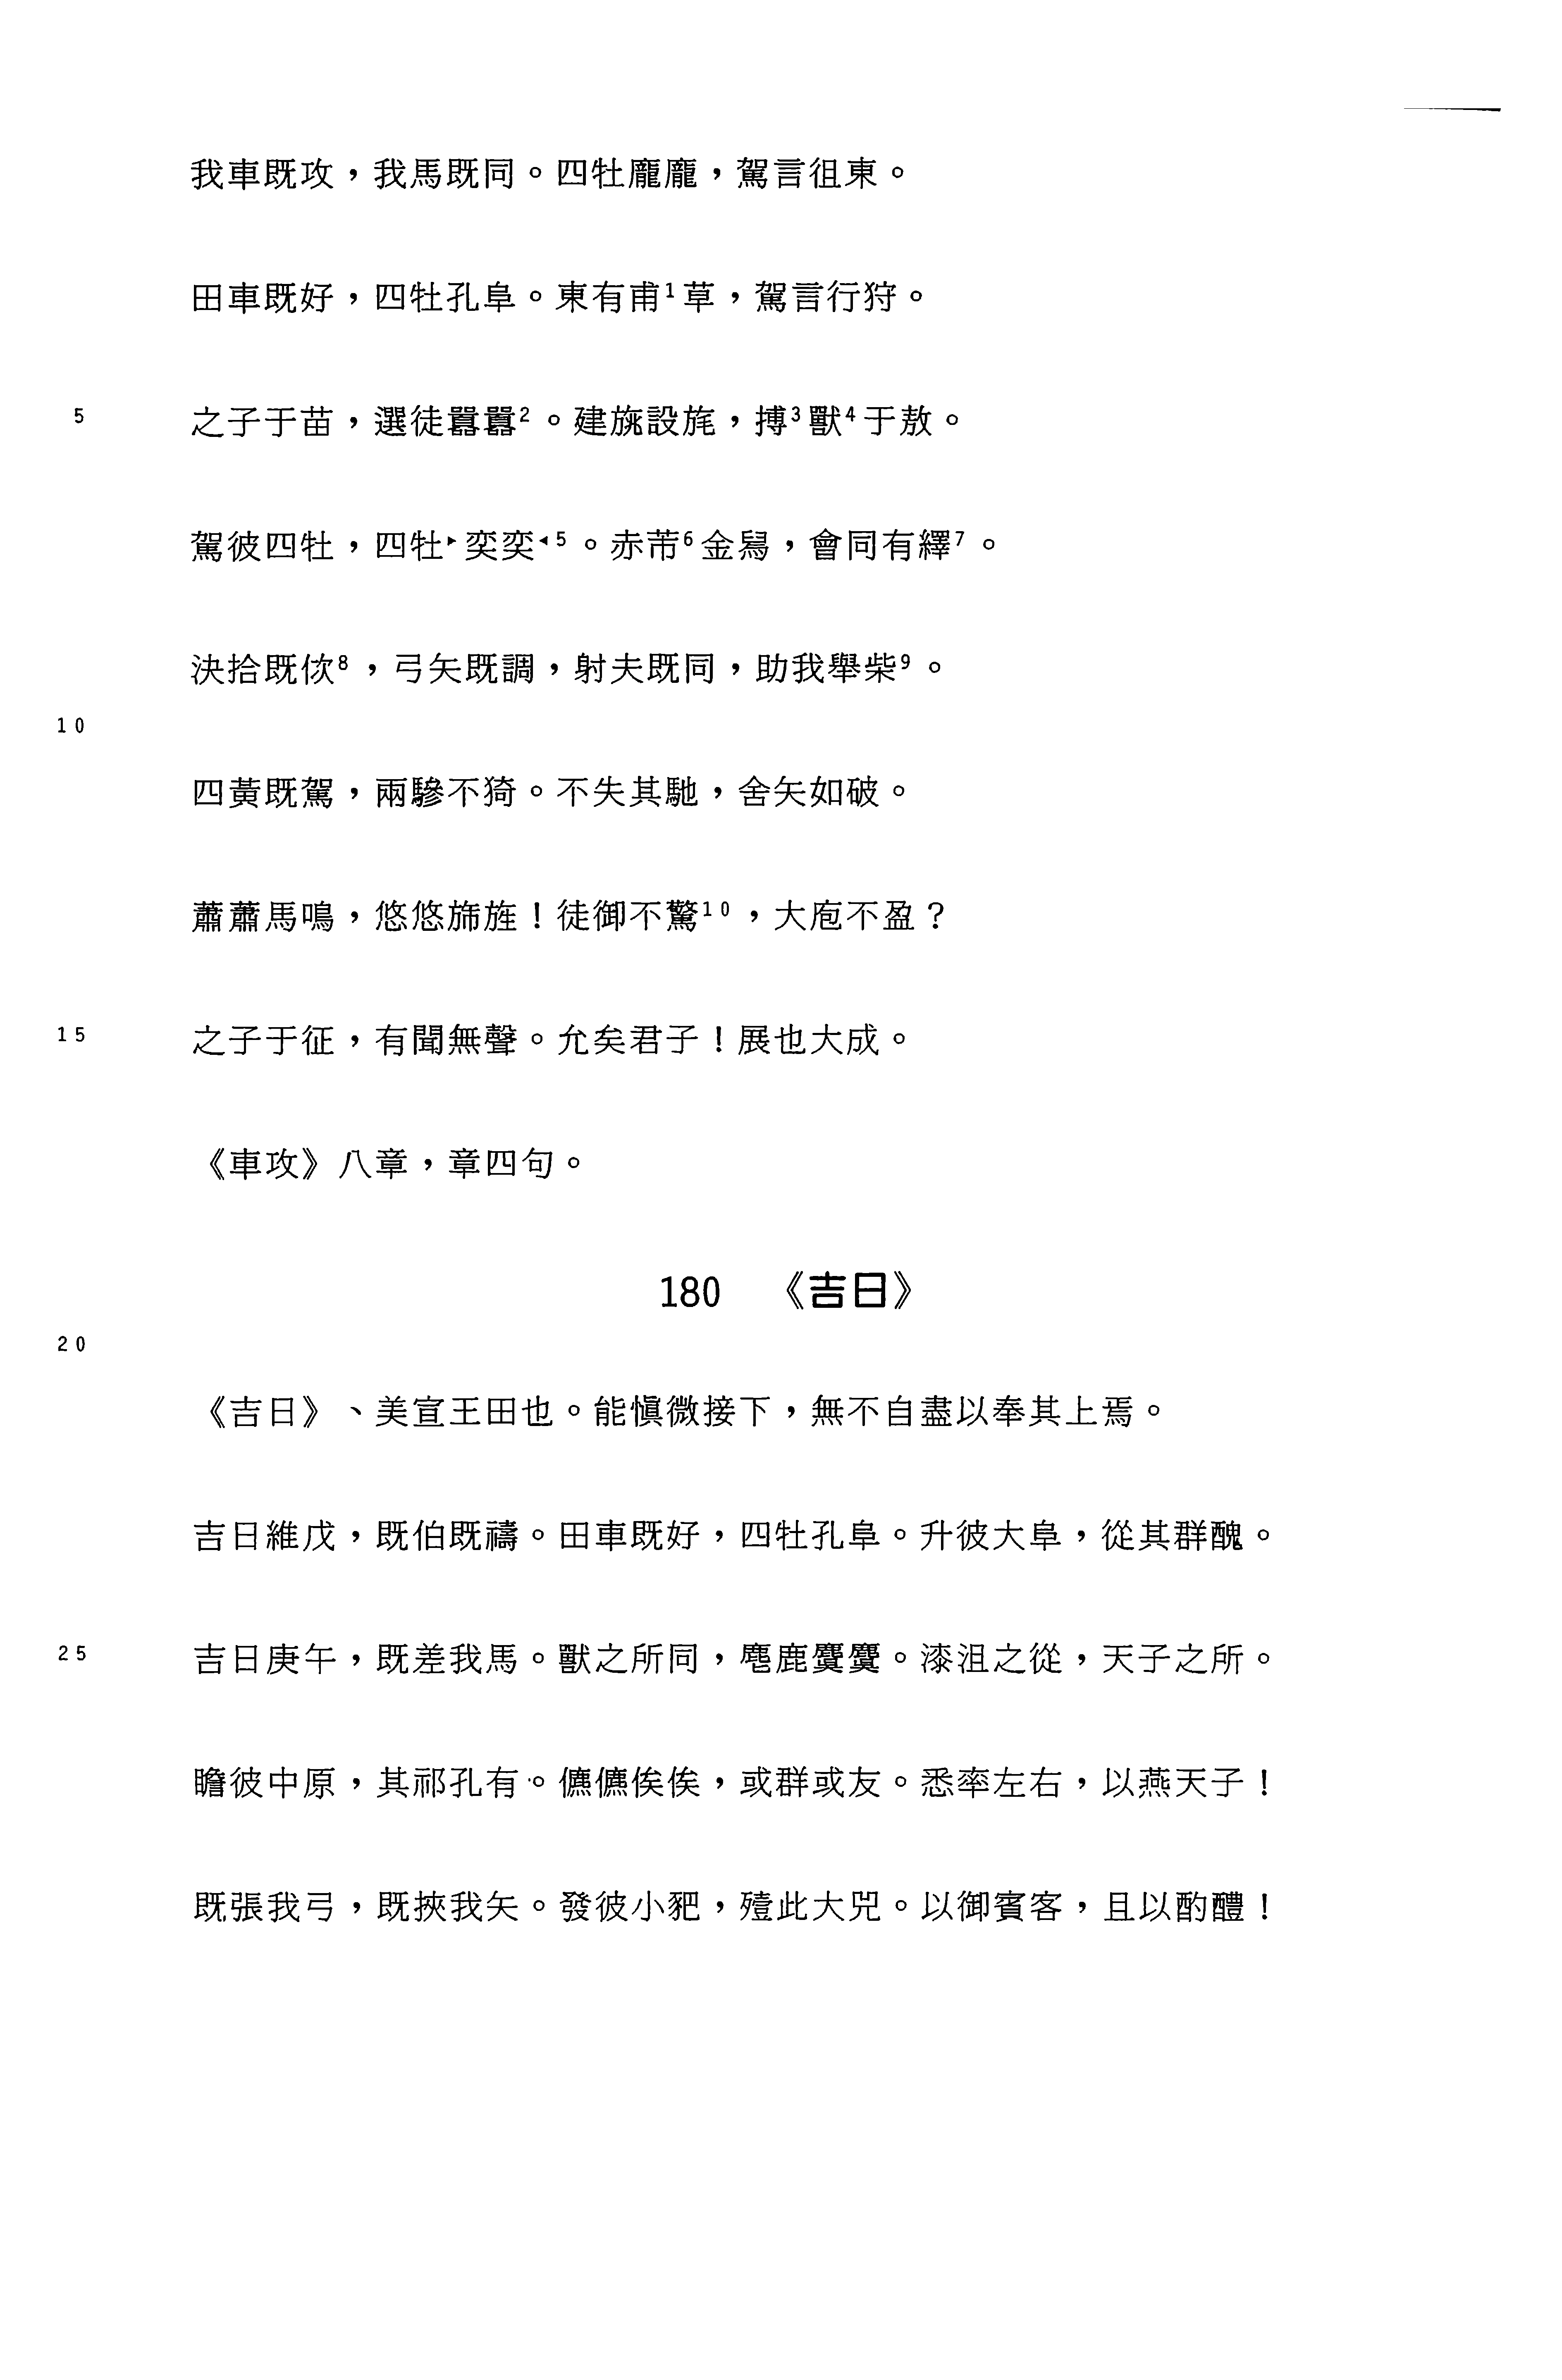 我車既攻，我馬既同。四牡龐龐，駕言徂東。
田車既好，四牡孔阜。東有甫¹草，駕言行狩。
5 之子于苗，選徒囂囂²。建旐設旄，搏³獸⁴于敖。
駕彼四牡，四牡▸奕奕◂⁵。赤芾⁶金舄，會同有繹⁷。
決拾既佽⁸，弓矢既調，射夫既同，助我舉柴⁹。
10
四黃既駕，兩驂不猗。不失其馳，舍矢如破。
蕭蕭馬鳴，悠悠旆旌！徒御不驚¹⁰，大庖不盈？
15 之子于征，有聞無聲。允矣君子！展也大成。
《車攻》八章，章四句。
180 《吉日》
20
《吉日》、美宣王田也。能慎微接下，無不自盡以奉其上焉。
吉日維戊，既伯既禱。田車既好，四牡孔阜。升彼大阜，從其群醜。
25 吉日庚午，既差我馬。獸之所同，麀鹿麌麌。漆沮之從，天子之所。
瞻彼中原，其祁孔有。儦儦俟俟，或群或友。悉率左右，以燕天子！
既張我弓，既挾我矢。發彼小豝，殪此大兕。以御賓客，且以酌醴！